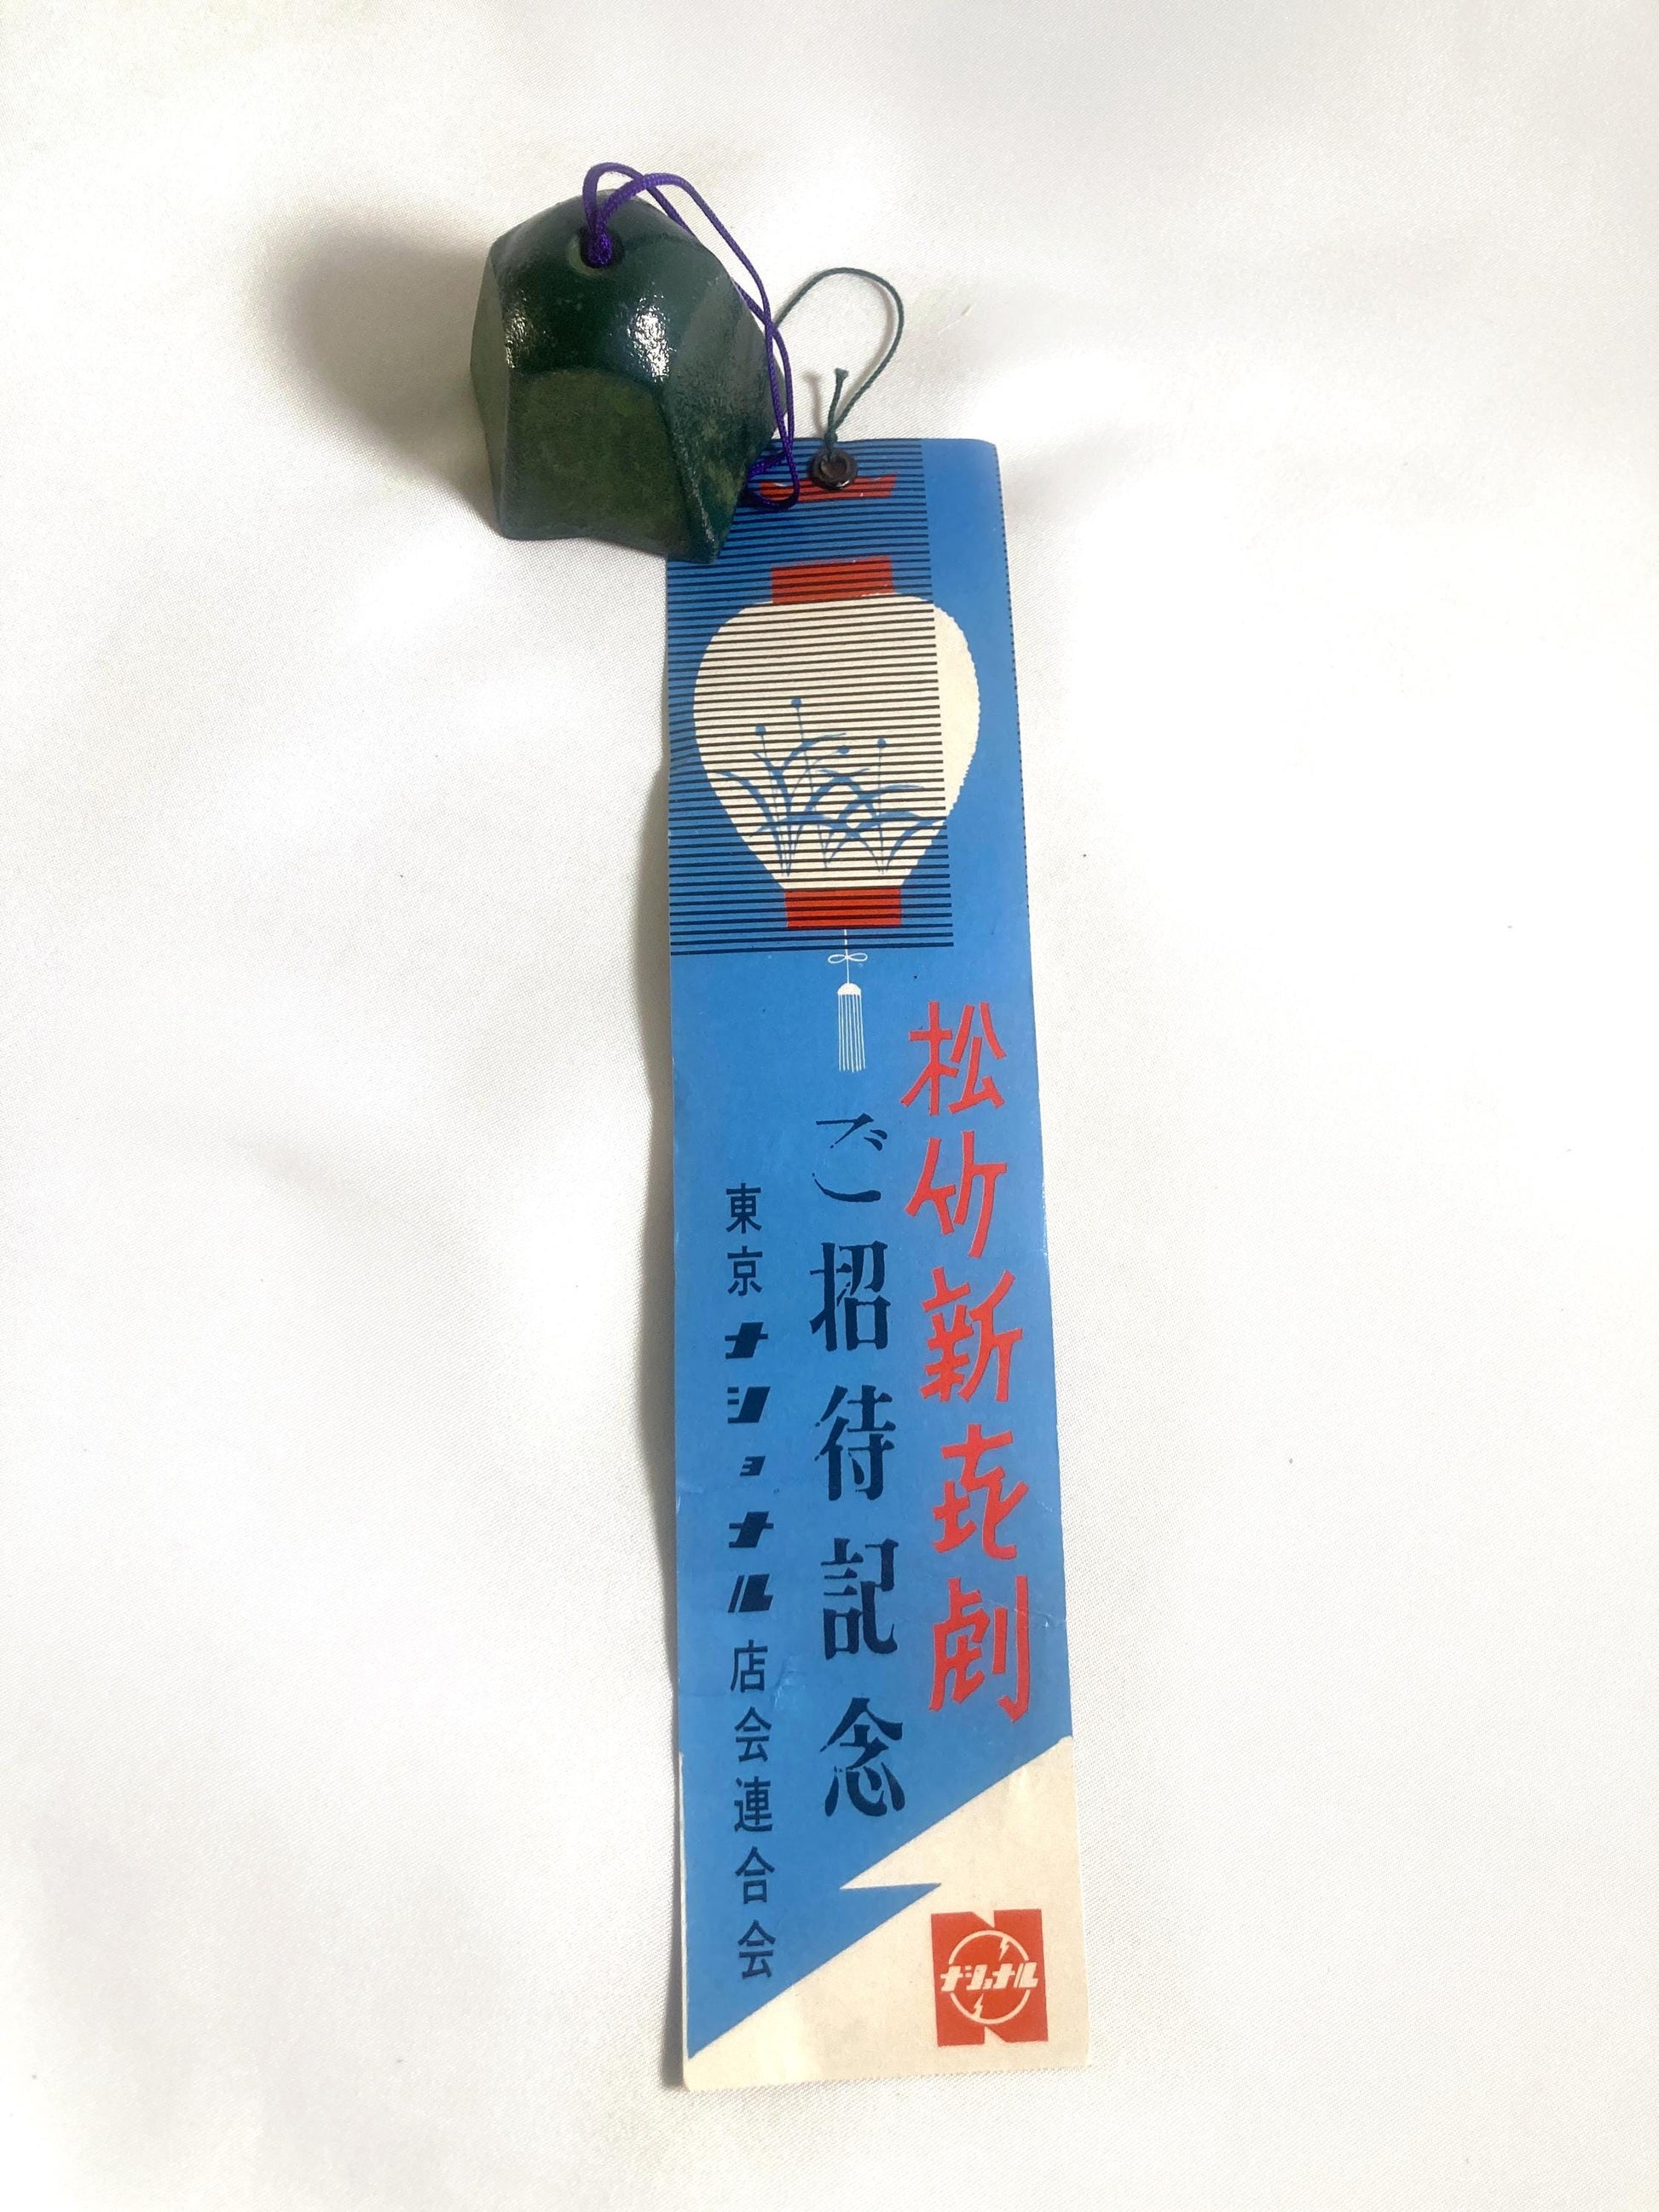 松竹新㐂劇
ご招待記念
東京ナショナル店会連合会
ナショナル